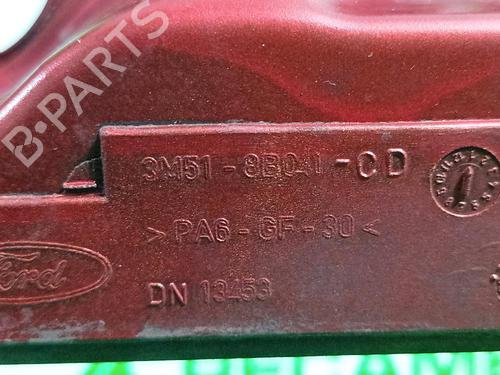 B-PARTS
3M51-8B041-CD
>PA6-GF-30<
Ford
DN 13453